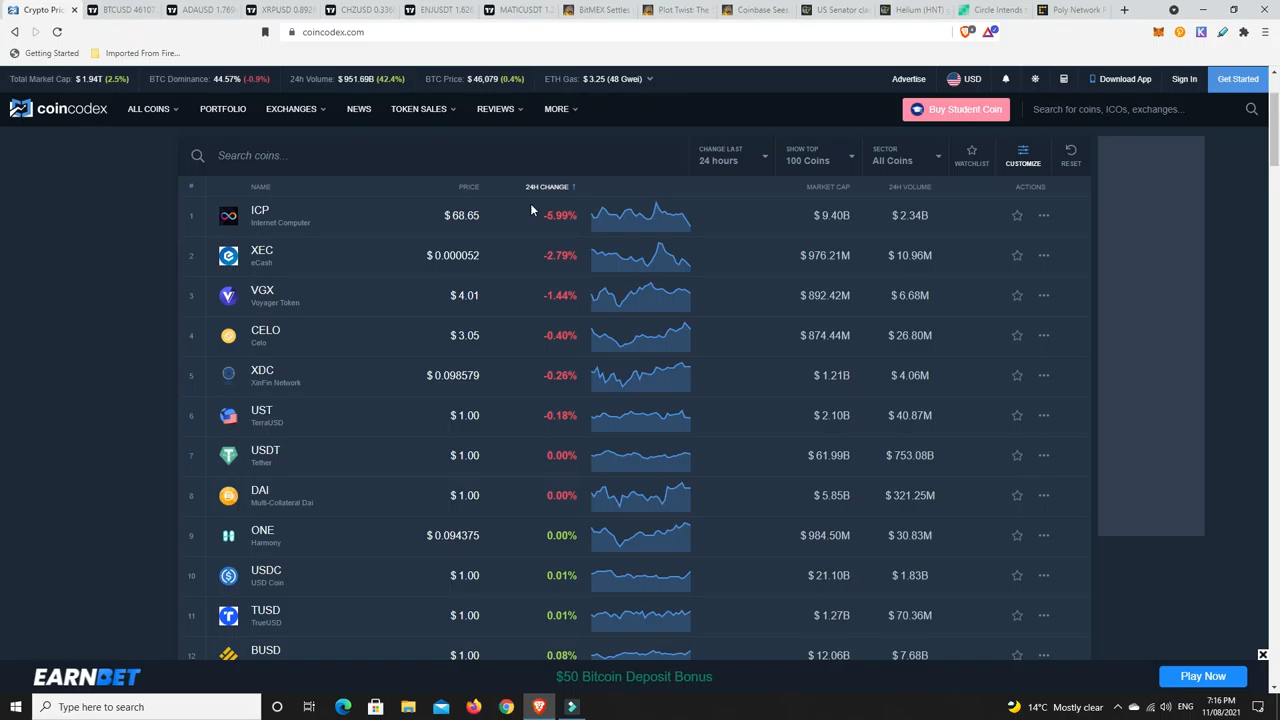 Crypto Pric
BTCUSD 46107
ADAUSD 1.769
XRPUSD 0.892
CHZUSD 0.336
ENJUSDT 1.626
MATICUSDT 1.
BitMEX Settles
Plot Twist: The
Coinbase Sees
US Senator cla
Helium (HNT) g
Circle Intends
Poly Network R
coincodex.com
Getting Started
Imported From Fire...
Total Market Cap: $ 1.94T (2.5%)
BTC Dominance: 44.57% (-0.9%)
24h Volume: $ 951.69B (42.4%)
BTC Price: $ 46,079 (0.4%)
ETH Gas: $ 3.25 (48 Gwei)
Advertise
USD
Download App
Sign In
Get Started
coincodex
ALL COINS
PORTFOLIO
EXCHANGES
NEWS
TOKEN SALES
REVIEWS
MORE
Buy Student Coin
Search for coins, ICOs, exchanges...
Search coins...
CHANGE LAST
24 hours
SHOW TOP
100 Coins
SECTOR
All Coins
WATCHLIST
CUSTOMIZE
RESET
# NAME PRICE 24H CHANGE ↑ MARKET CAP 24H VOLUME ACTIONS
1 ICP $ 68.65 -5.99% $ 9.40B $ 2.34B
Internet Computer
2 XEC $ 0.000052 -2.79% $ 976.21M $ 10.96M
eCash
3 VGX $ 4.01 -1.44% $ 892.42M $ 6.68M
Voyager Token
4 CELO $ 3.05 -0.40% $ 874.44M $ 26.80M
Celo
5 XDC $ 0.098579 -0.26% $ 1.21B $ 4.06M
XinFin Network
6 UST $ 1.00 -0.18% $ 2.10B $ 40.87M
TerraUSD
7 USDT $ 1.00 0.00% $ 61.99B $ 753.08B
Tether
8 DAI $ 1.00 0.00% $ 5.85B $ 321.25M
Multi-Collateral Dai
9 ONE $ 0.094375 0.00% $ 984.50M $ 30.83M
Harmony
10 USDC $ 1.00 0.01% $ 21.10B $ 1.83B
USD Coin
11 TUSD $ 1.00 0.01% $ 1.27B $ 70.36M
TrueUSD
12 BUSD $ 1.00 0.08% $ 12.06B $ 7.68B
EARNBET
$50 Bitcoin Deposit Bonus
Play Now
Type here to search
14°C Mostly clear
7:16 PM
11/08/2021